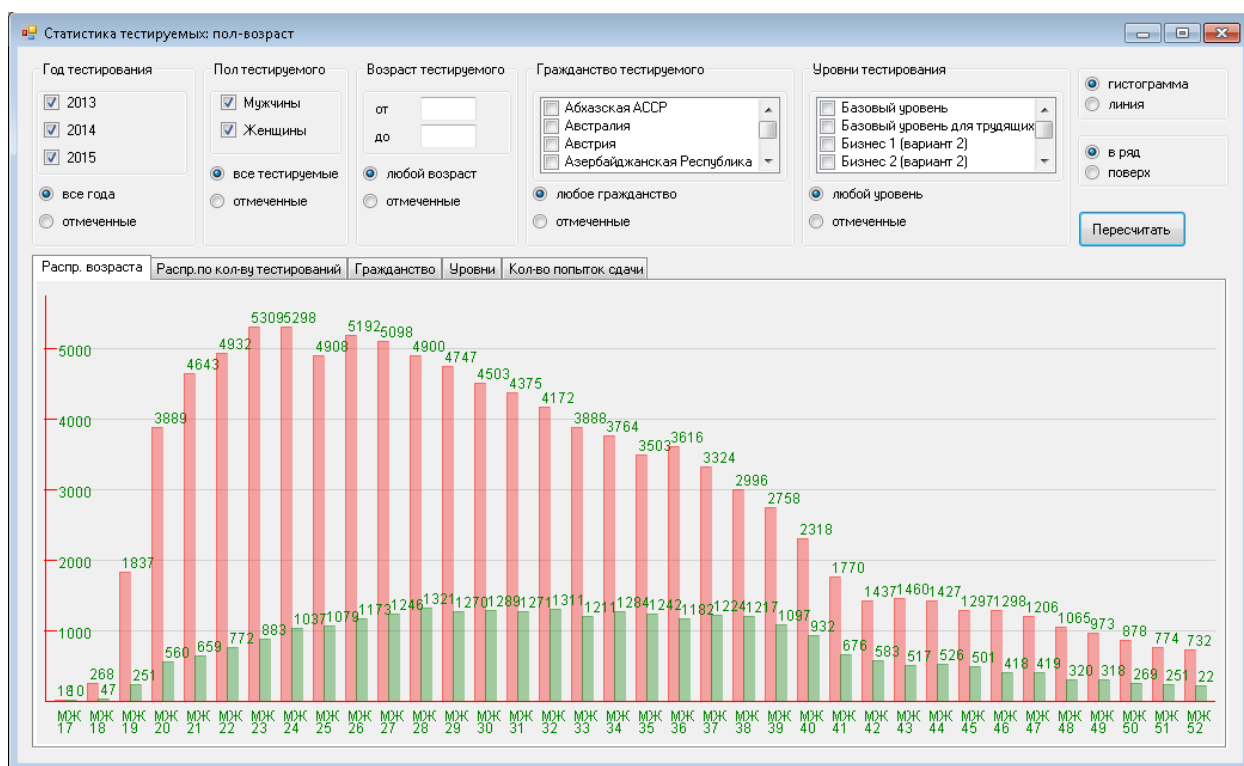 Статистика тестируемых: пол-возраст
Год тестирования
2013
2014
2015
все года
отмеченные
Пол тестируемого
Мужчины
Женщины
все тестируемые
отмеченные
Возраст тестируемого
от
до
любой возраст
отмеченные
Гражданство тестируемого
Абхазская АССР
Австралия
Австрия
Азербайджанская Республика
любое гражданство
отмеченные
Уровни тестирования
Базовый уровень
Базовый уровень для трудящих
Бизнес 1 (вариант 2)
Бизнес 2 (вариант 2)
любой уровень
отмеченные
гистограмма
линия
в ряд
поверх
Пересчитать
Распр. возраста Распр.по кол-ву тестирований Гражданство Уровни Кол-во попыток сдачи
5000
4000
3000
2000
1000
268 1837 3889 4643 4932 5309 5298 4908 5192 5098 4900 4747 4503 4375 4172 3888 3764 3503 3616 3324 2996 2758 2318 1770 1437 1460 1427 1297 1298 1206 1065 973 878 774 732
47 251 560 659 772 883 1037 1079 1173 1246 1321 1270 1289 1271 1311 1211 1284 1242 1182 1224 1217 1097 932 676 583 517 526 501 418 419 320 318 269 251 22
МЖ МЖ МЖ МЖ МЖ МЖ МЖ МЖ МЖ МЖ МЖ МЖ МЖ МЖ МЖ МЖ МЖ МЖ МЖ МЖ МЖ МЖ МЖ МЖ МЖ МЖ МЖ МЖ МЖ МЖ МЖ МЖ МЖ МЖ МЖ МЖ
17 18 19 20 21 22 23 24 25 26 27 28 29 30 31 32 33 34 35 36 37 38 39 40 41 42 43 44 45 46 47 48 49 50 51 52